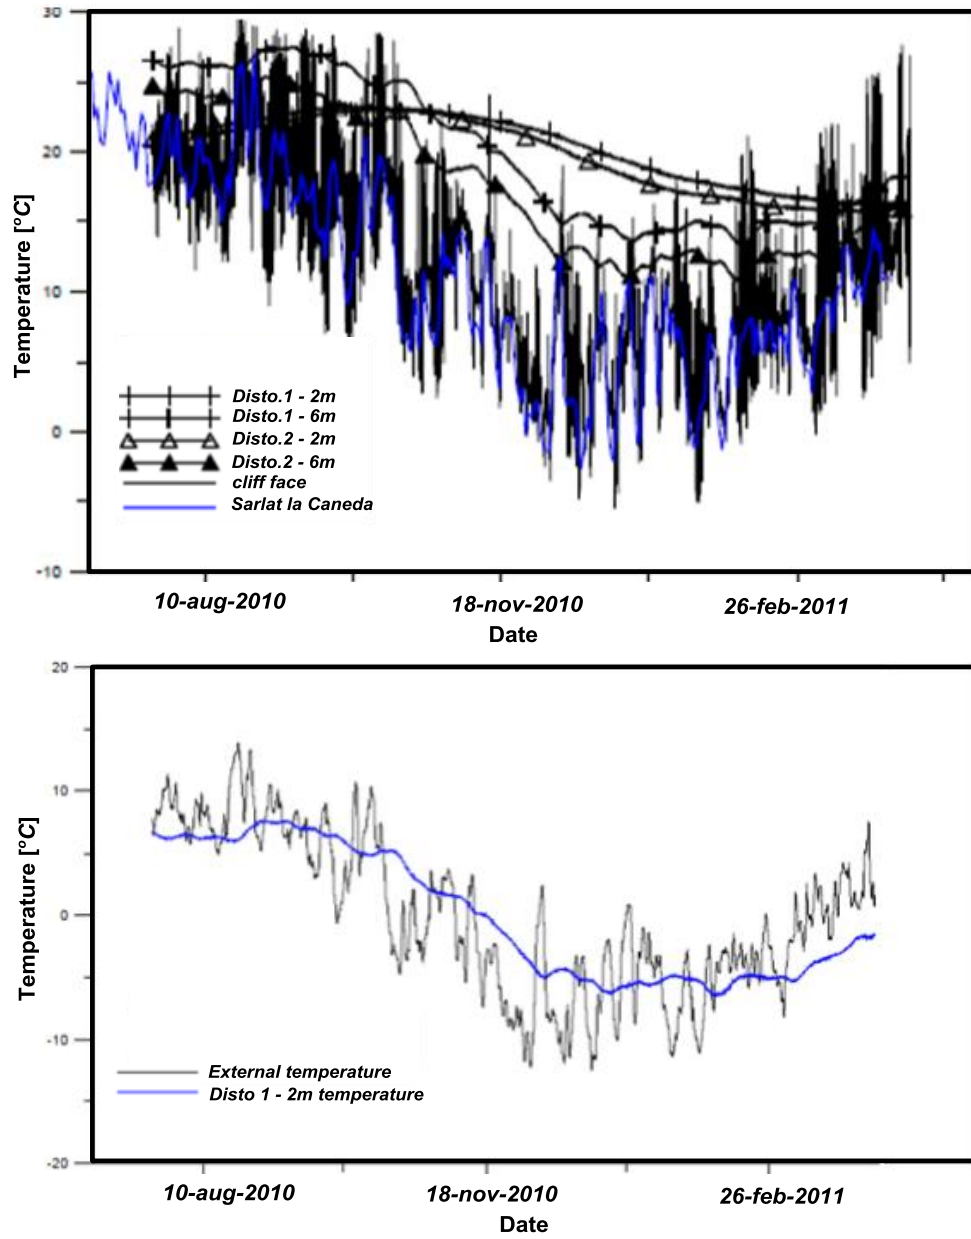 30
20
10
0
-10
Temperature [°C]
Disto.1 - 2m
Disto.1 - 6m
Disto.2 - 2m
Disto.2 - 6m
cliff face
Sarlat la Caneda
10-aug-2010 18-nov-2010 26-feb-2011
Date
20
10
0
-10
-20
Temperature [°C]
External temperature
Disto 1 - 2m temperature
10-aug-2010 18-nov-2010 26-feb-2011
Date